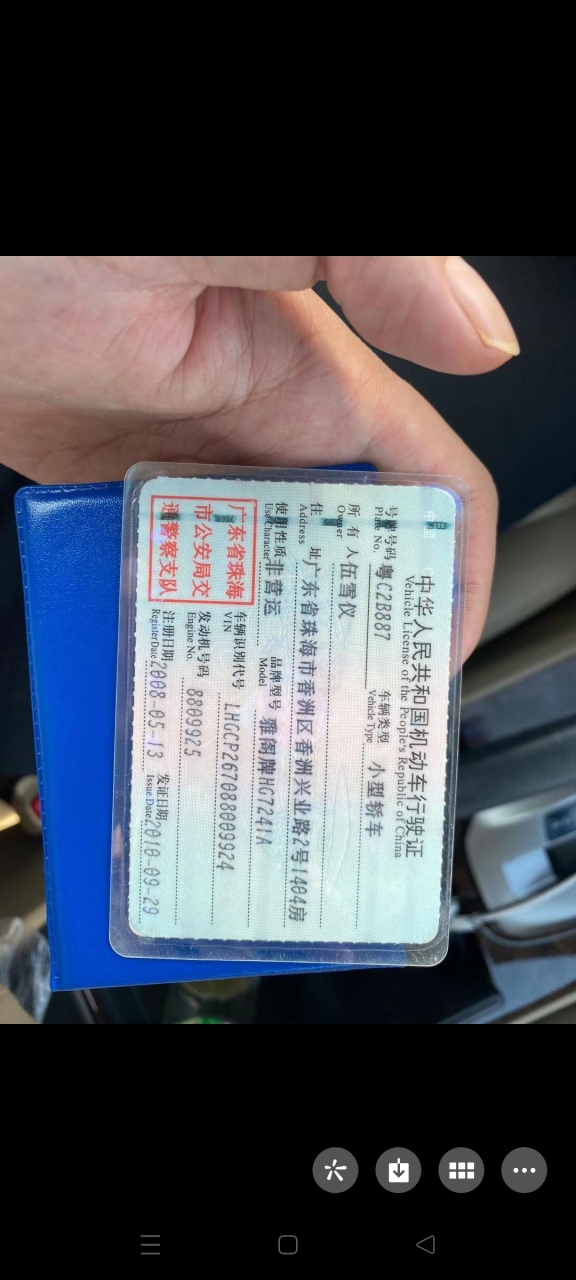 中华人民共和国机动车行驶证
Vehicle License of the People's Republic of China
号牌号码 粤C2B887 车辆类型 小型轿车
Plate No. Vehicle Type
所有人 伍雪仪
Owner
住址 广东省珠海市香洲区香洲兴业路2号1404房
Address
使用性质 非营运 品牌型号 雅阁牌HG7241A
Use Character Model
广东省珠海
市公安局交
通警察支队
车辆识别代号 LHGCP267088009924
VIN
发动机号码 8809925
Engine No.
注册日期 2008-05-13 发证日期 2010-09-29
Register Date Issue Date